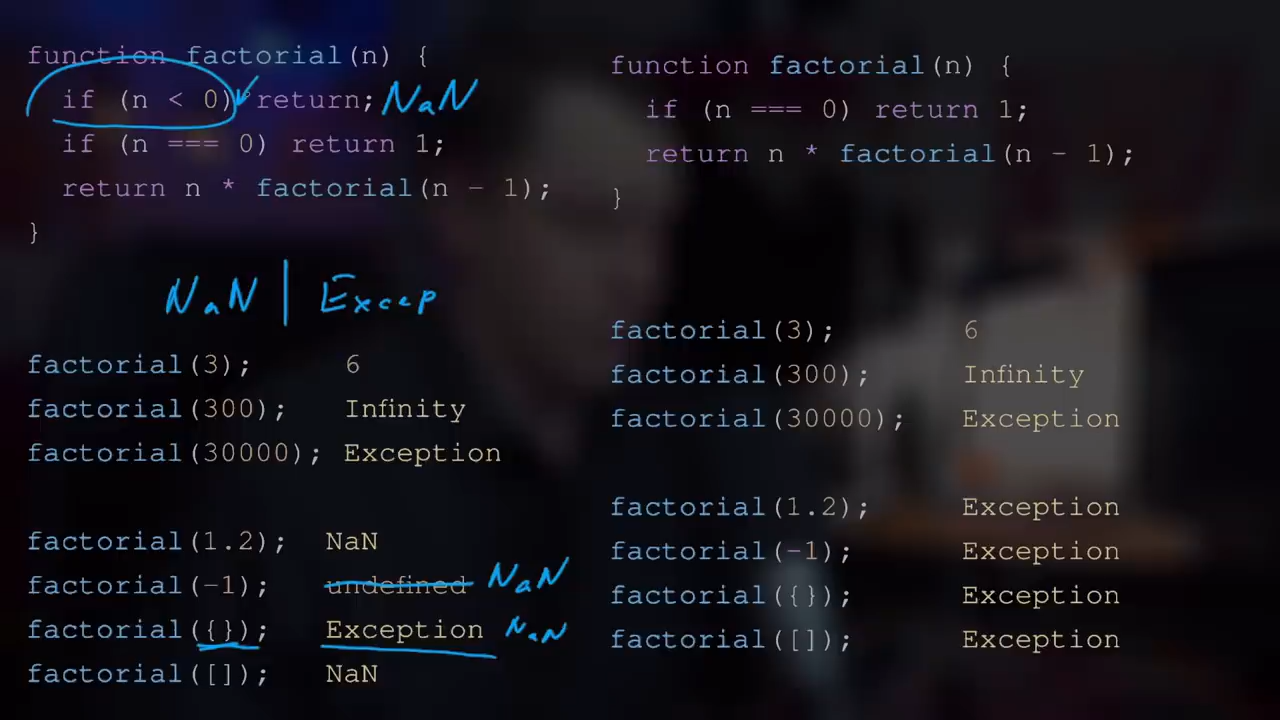 function factorial(n) {
if (n < 0) return; NaN
if (n === 0) return 1;
return n * factorial(n - 1);
}
NaN | Excep
factorial(3); 6
factorial(300); Infinity
factorial(30000); Exception
factorial(1.2); NaN
factorial(-1); undefined NaN
factorial({}); Exception NaN
factorial([]); NaN
function factorial(n) {
if (n === 0) return 1;
return n * factorial(n - 1);
}
factorial(3); 6
factorial(300); Infinity
factorial(30000); Exception
factorial(1.2); Exception
factorial(-1); Exception
factorial({}); Exception
factorial([]); Exception